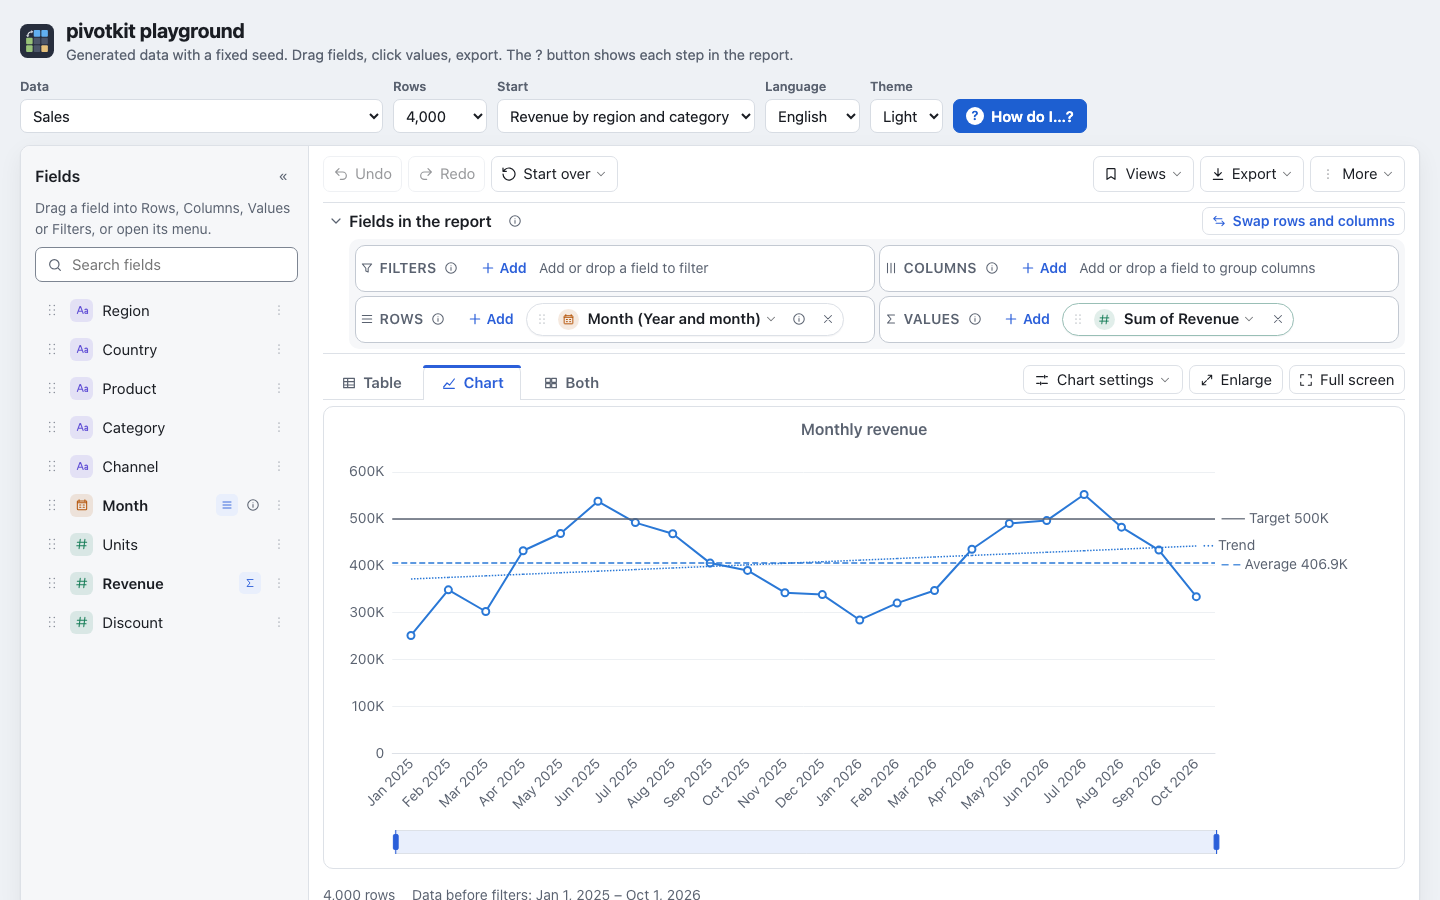 pivotkit playground
Generated data with a fixed seed. Drag fields, click values, export. The ? button shows each step in the report.
Data
Rows
Start
Language
Theme
Sales
4,000
Revenue by region and category
English
Light
? How do I...?
Fields
«
Drag a field into Rows, Columns, Values
or Filters, or open its menu.
Search fields
Aa Region
Aa Country
Aa Product
Aa Category
Aa Channel
Month
# Units
# Revenue Σ
# Discount
Undo
Redo
Start over
Views
Export
More
Fields in the report
Swap rows and columns
FILTERS + Add Add or drop a field to filter
COLUMNS + Add Add or drop a field to group columns
ROWS + Add Month (Year and month)
Σ VALUES + Add # Sum of Revenue
Table
Chart
Both
Chart settings
Enlarge
Full screen
Monthly revenue
600K
500K
400K
300K
200K
100K
0
Target 500K
Trend
Average 406.9K
Jan 2025
Feb 2025
Mar 2025
Apr 2025
May 2025
Jun 2025
Jul 2025
Aug 2025
Sep 2025
Oct 2025
Nov 2025
Dec 2025
Jan 2026
Feb 2026
Mar 2026
Apr 2026
May 2026
Jun 2026
Jul 2026
Aug 2026
Sep 2026
Oct 2026
4,000 rows
Data before filters: Jan 1, 2025 – Oct 1, 2026